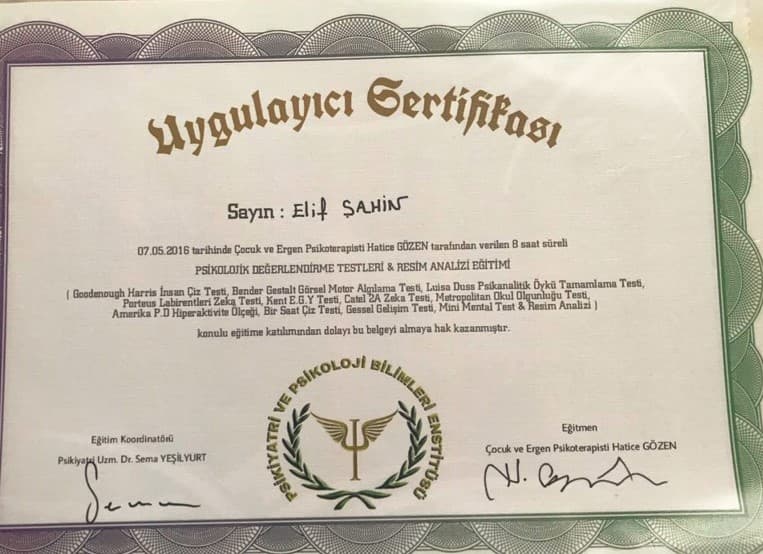 Uygulayıcı Sertifikası
Sayın : Elif ŞAHİN
07.05.2016 tarihinde Çocuk ve Ergen Psikoterapisti Hatice GÖZEN tarafından verilen 8 saat süreli
PSİKOLOJİK DEĞERLENDİRME TESTLERİ & RESİM ANALİZİ EĞİTİMİ
( Goodenough Harris İnsan Çiz Testi, Bender Gestalt Görsel Motor Algılama Testi, Luisa Duss Psikanalitik Öykü Tamamlama Testi,
Porteus Labirentleri Zeka Testi, Kent E.G.Y Testi, Catel 2A Zeka Testi, Metropolitan Okul Olgunluğu Testi,
Amerika P.D Hiperaktivite Ölçeği, Bir Saat Çiz Testi, Gessel Gelişim Testi, Mini Mental Test & Resim Analizi )
konulu eğitime katılımından dolayı bu belgeyi almaya hak kazanmıştır.
PSİKİYATRİ VE PSİKOLOJİ BİLİMLERİ ENSTİTÜSÜ
Eğitim Koordinatörü
Psikiyatri Uzm. Dr. Sema YEŞİLYURT
Sema
Eğitmen
Çocuk ve Ergen Psikoterapisti Hatice GÖZEN